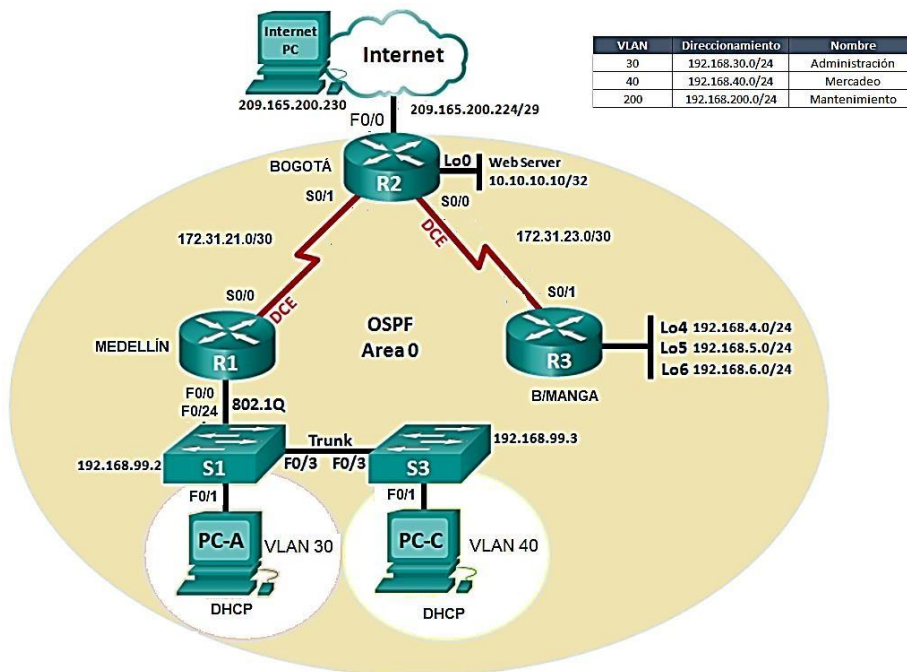 Internet
PC
Internet
209.165.200.230
209.165.200.224/29
F0/0
VLAN Direccionamiento Nombre
30 192.168.30.0/24 Administración
40 192.168.40.0/24 Mercadeo
200 192.168.200.0/24 Mantenimiento
BOGOTÁ
R2
Lo0
Web Server
10.10.10.10/32
S0/1
S0/0
DCE
172.31.21.0/30
172.31.23.0/30
S0/0
DCE
S0/1
OSPF
Area 0
MEDELLÍN
R1
R3
B/MANGA
Lo4 192.168.4.0/24
Lo5 192.168.5.0/24
Lo6 192.168.6.0/24
F0/0
F0/24
802.1Q
192.168.99.2
S1
Trunk
F0/3
F0/3
S3
192.168.99.3
F0/1
F0/1
PC-A
VLAN 30
PC-C
VLAN 40
DHCP
DHCP